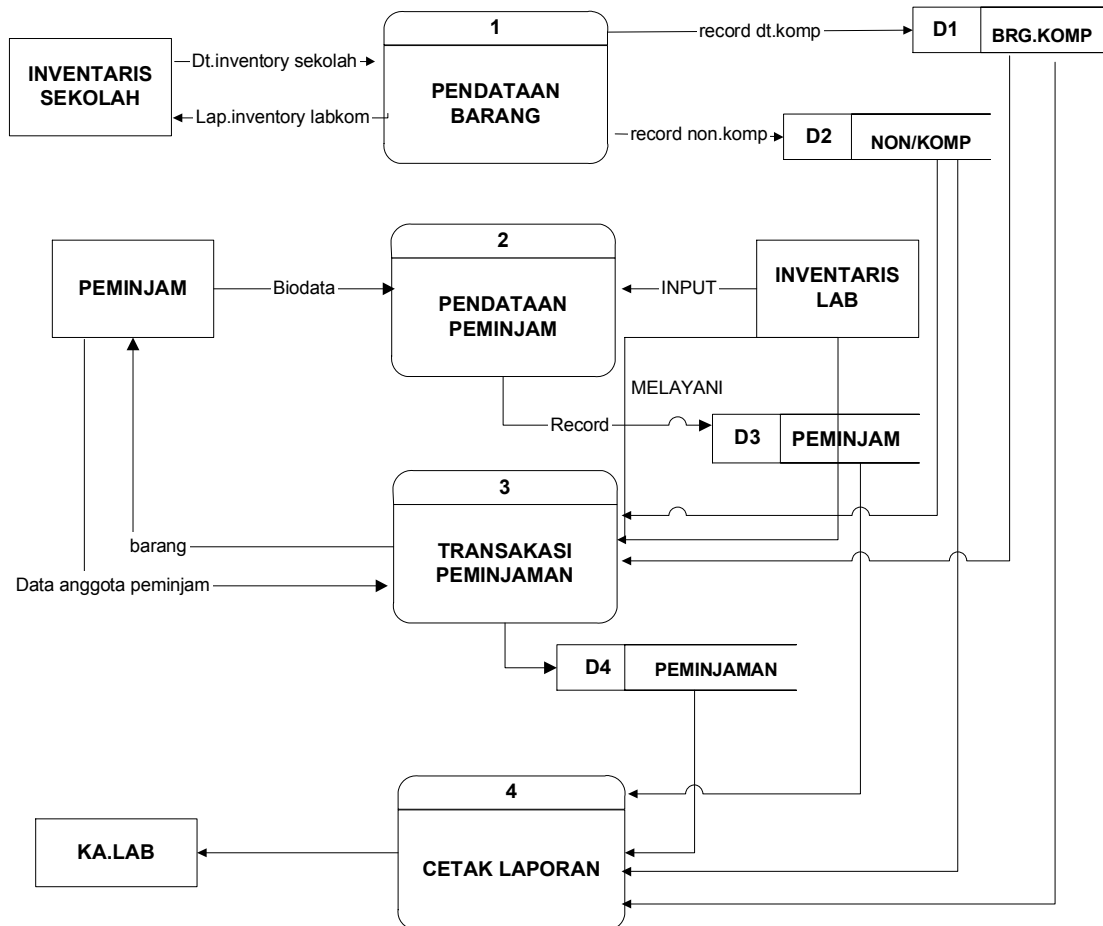 1
record dt.komp
D1
BRG.KOMP
INVENTARIS
SEKOLAH
Dt.inventory sekolah
Lap.inventory labkom
PENDATAAN
BARANG
record non.komp
D2
NON/KOMP
2
PEMINJAM
Biodata
PENDATAAN
PEMINJAM
INPUT
INVENTARIS
LAB
MELAYANI
Record
D3
PEMINJAM
3
barang
TRANSAKASI
PEMINJAMAN
Data anggota peminjam
D4
PEMINJAMAN
4
KA.LAB
CETAK LAPORAN